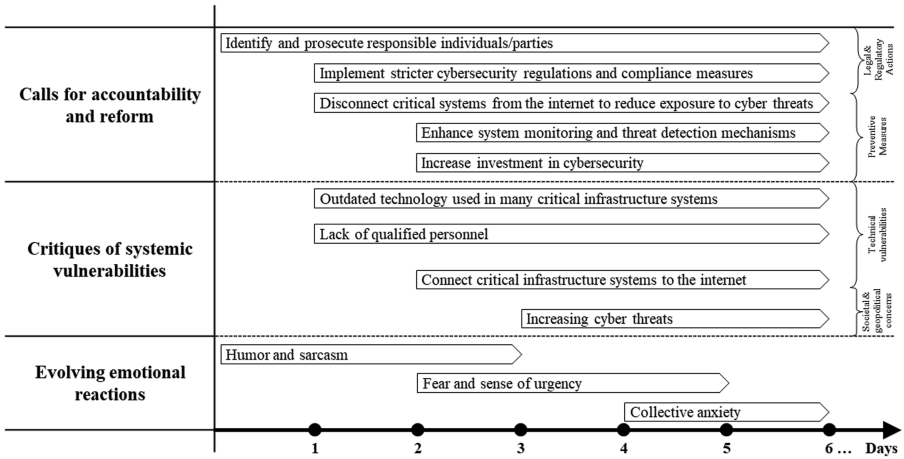 Calls for accountability
and reform
Identify and prosecute responsible individuals/parties
Implement stricter cybersecurity regulations and compliance measures
Disconnect critical systems from the internet to reduce exposure to cyber threats
Enhance system monitoring and threat detection mechanisms
Increase investment in cybersecurity
Legal &
Regulatory
Actions
Preventive
Measures
Critiques of systemic
vulnerabilities
Outdated technology used in many critical infrastructure systems
Lack of qualified personnel
Connect critical infrastructure systems to the internet
Increasing cyber threats
Technical
vulnerabilities
Societal &
geopolitical
concerns
Evolving emotional
reactions
Humor and sarcasm
Fear and sense of urgency
Collective anxiety
1 2 3 4 5 6 ... Days